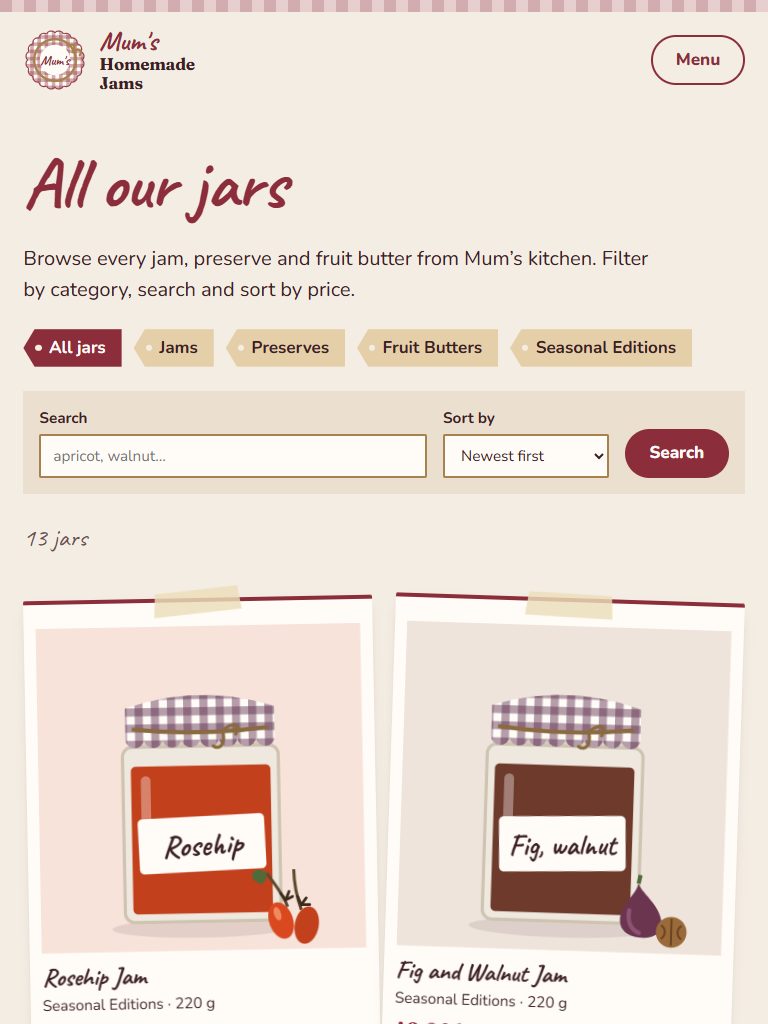 Mum's
Mum's
Homemade
Jams
Menu
All our jars
Browse every jam, preserve and fruit butter from Mum’s kitchen. Filter
by category, search and sort by price.
All jars
Jams
Preserves
Fruit Butters
Seasonal Editions
Search
Sort by
apricot, walnut...
Newest first
Search
13 jars
Rosehip
Fig, walnut
Rosehip Jam
Seasonal Editions · 220 g
Fig and Walnut Jam
Seasonal Editions · 220 g